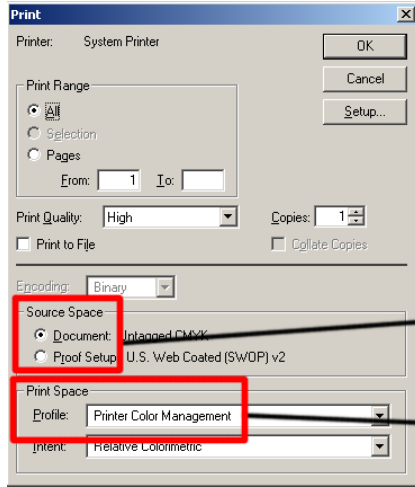 Print
Printer: System Printer
OK
Cancel
Setup...
Print Range
All
Selection
Pages
From: 1 To:
Print Quality: High
Copies: 1
Print to File
Collate Copies
Encoding: Binary
Source Space
Document: Untagged CMYK
Proof Setup: U.S. Web Coated (SWOP) v2
Print Space
Profile: Printer Color Management
Intent: Relative Colorimetric